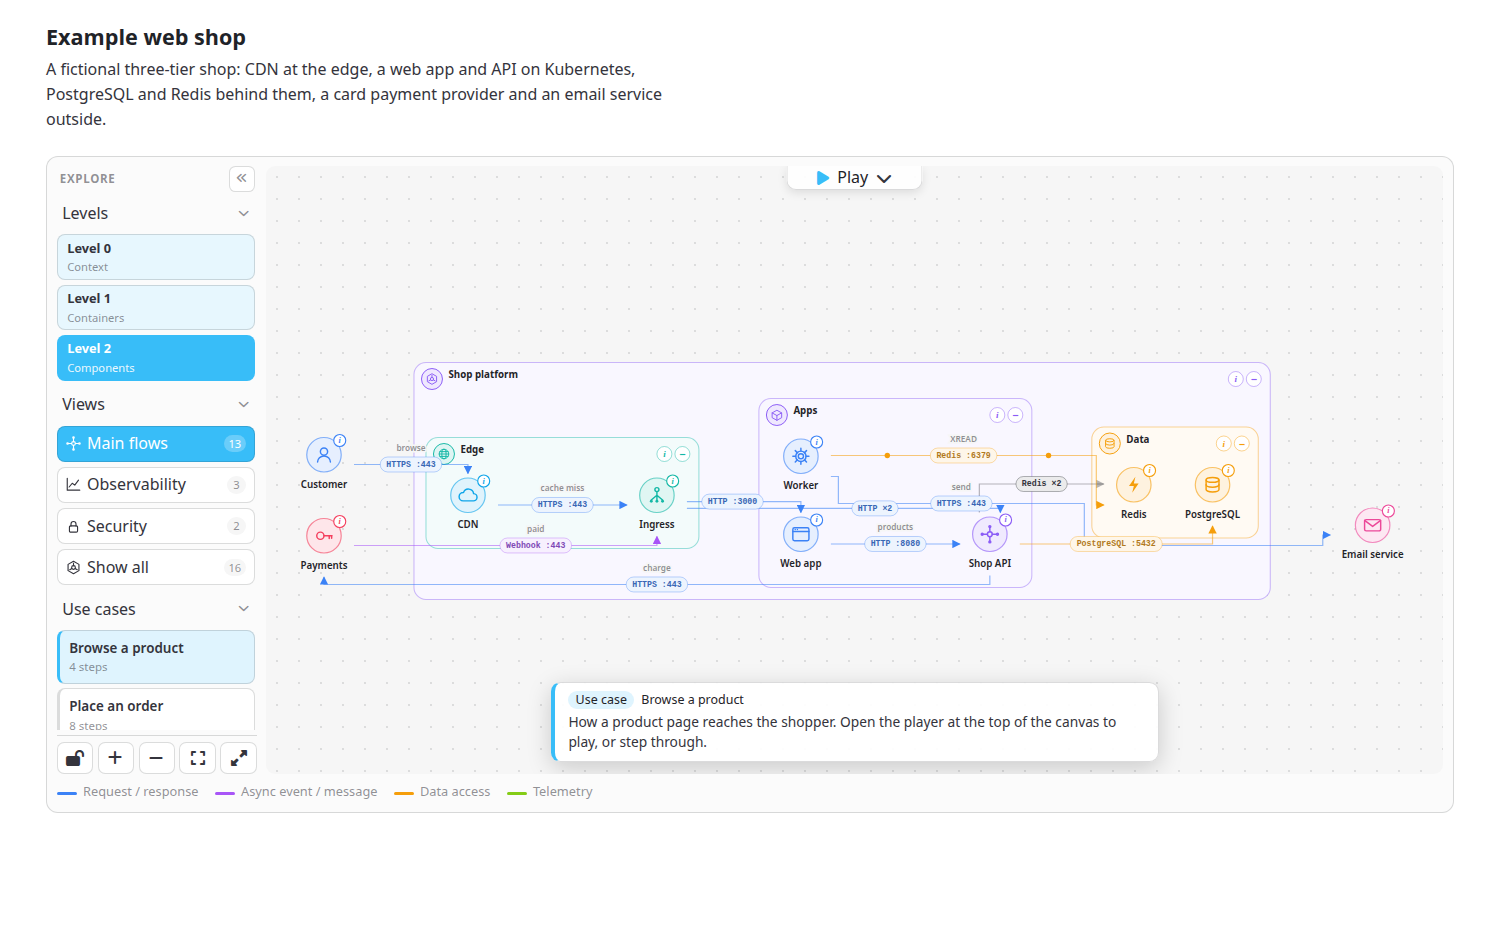 Example web shop
A fictional three-tier shop: CDN at the edge, a web app and API on Kubernetes,
PostgreSQL and Redis behind them, a card payment provider and an email service
outside.
EXPLORE
Play
Levels
Level 0
Context
Level 1
Containers
Level 2
Components
Views
Main flows 13
Observability 3
Security 2
Show all 16
Use cases
Browse a product
4 steps
Place an order
8 steps
Shop platform
Apps
Edge
Data
browse
HTTPS :443
Customer
CDN
cache miss
HTTPS :443
Ingress
paid
Webhook :443
Payments
charge
HTTPS :443
HTTP :3000
Worker
XREAD
Redis :6379
send
HTTPS :443
HTTP ×2
Redis ×2
Web app
products
HTTP :8080
Shop API
PostgreSQL :5432
Redis
PostgreSQL
Email service
Use case Browse a product
How a product page reaches the shopper. Open the player at the top of the canvas to
play, or step through.
Request / response
Async event / message
Data access
Telemetry